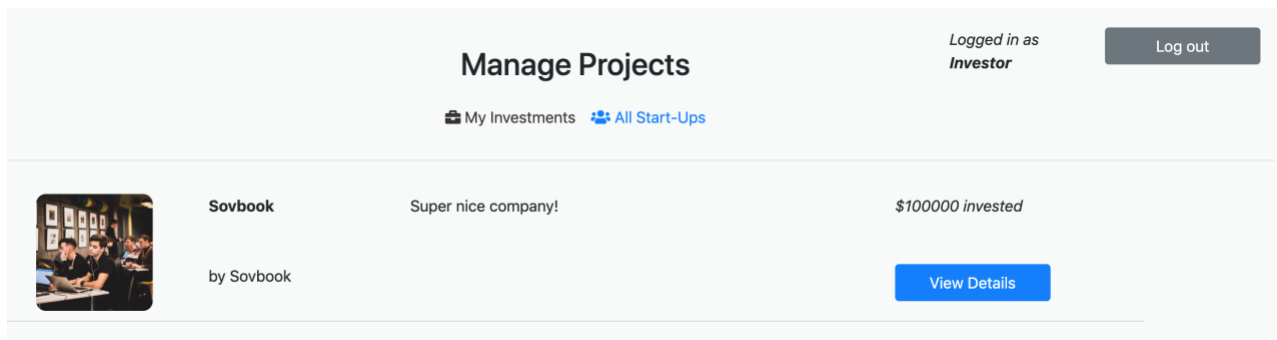 Manage Projects
Logged in as
Investor
Log out
My Investments
All Start-Ups
Sovbook
Super nice company!
$100000 invested
by Sovbook
View Details